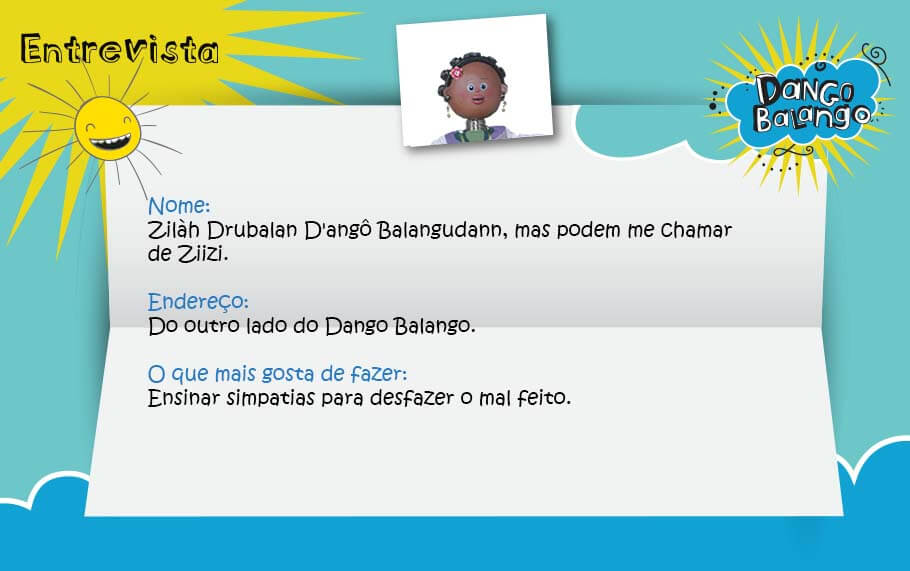 Entrevista
Dango
Balango
Nome:
Zilàh Drubalan D'angô Balangudann, mas podem me chamar
de Ziizi.
Endereço:
Do outro lado do Dango Balango.
O que mais gosta de fazer:
Ensinar simpatias para desfazer o mal feito.